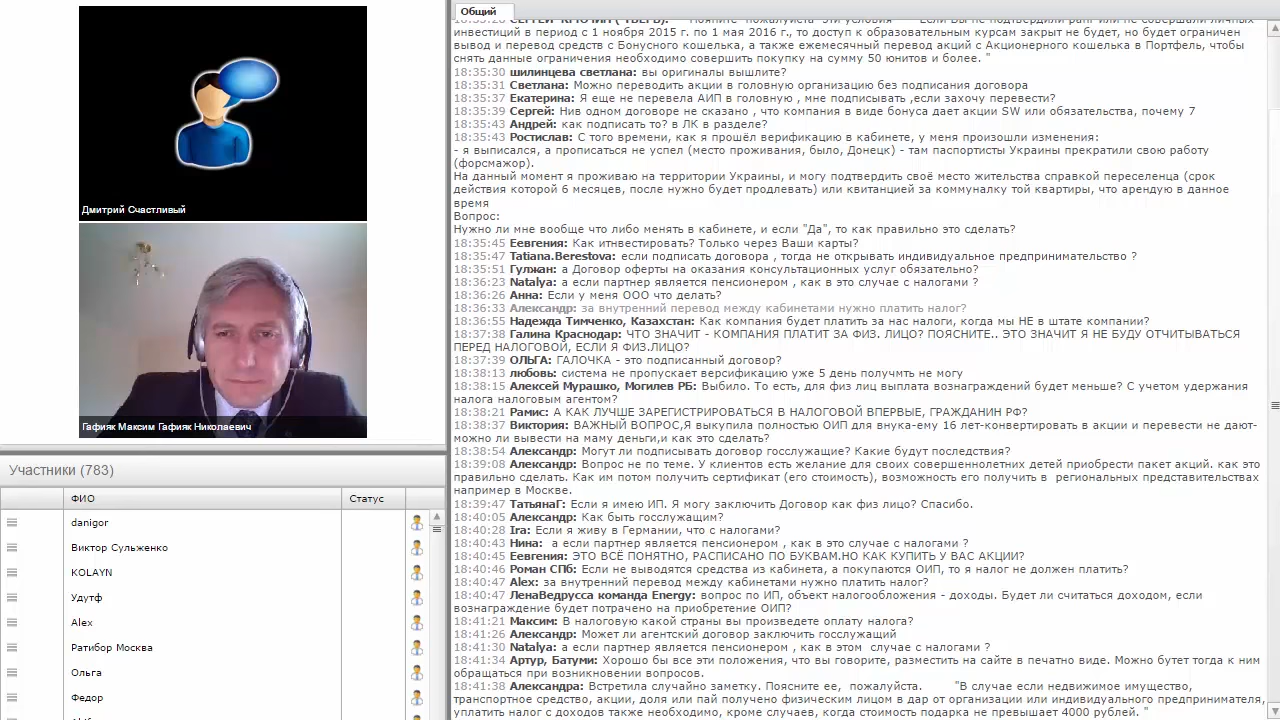 Дмитрий Счастливый
Гафияк Максим Гафияк Николаевич
Участники (783)
ФИО
Статус
danigor
Виктор Сульженко
KOLAYN
Удутф
Alex
Ратибор Москва
Ольга
Федор
Общий
инвестиций в период с 1 ноября 2015 г. по 1 мая 2016 г., то доступ к образовательным курсам закрыт не будет, но будет ограничен
вывод и перевод средств с Бонусного кошелька, а также ежемесячный перевод акций с Акционерного кошелька в Портфель, чтобы
снять данные ограничения необходимо совершить покупку на сумму 50 юнитов и более. "
18:35:30 шилинцева светлана: вы оригиналы вышлите?
18:35:31 Светлана: Можно переводить акции в головную организацию без подписания договора
18:35:37 Екатерина: Я еще не перевела АИП в головную , мне подписывать ,если захочу перевести?
18:35:39 Сергей: Нив одном договоре не сказано , что компания в виде бонуса дает акции SW или обязательства, почему 7
18:35:43 Андрей: как подписать то? в ЛК в разделе?
18:35:43 Ростислав: С того времени, как я прошёл верификацию в кабинете, у меня произошли изменения:
- я выписался, а прописаться не успел (место проживания, было, Донецк) - там паспортисты Украины прекратили свою работу
(форсмажор).
На данный момент я проживаю на территории Украины, и могу подтвердить своё место жительства справкой переселенца (срок
действия которой 6 месяцев, после нужно будет продлевать) или квитанцией за коммуналку той квартиры, что арендую в данное
время
Вопрос:
Нужно ли мне вообще что либо менять в кабинете, и если "Да", то как правильно это сделать?
18:35:45 Еевгения: Как итнвестировать? Только через Ваши карты?
18:35:47 Tatiana.Berestova: если подписать договора , тогда не открывать индивидуальное предпринимательство ?
18:35:51 Гулжан: а Договор оферты на оказания консультационных услуг обязательно?
18:36:23 Natalya: а если партнер является пенсионером , как в это случае с налогами ?
18:36:26 Анна: Если у меня ООО что делать?
18:36:33 Александр: за внутренний перевод между кабинетами нужно платить налог?
18:36:55 Надежда Тимченко, Казахстан: Как компания будет платить за нас налоги, когда мы НЕ в штате компании?
18:37:38 Галина Краснодар: ЧТО ЗНАЧИТ - КОМПАНИЯ ПЛАТИТ ЗА ФИЗ. ЛИЦО? ПОЯСНИТЕ.. ЭТО ЗНАЧИТ Я НЕ БУДУ ОТЧИТЫВАТЬСЯ
ПЕРЕД НАЛОГОВОЙ, ЕСЛИ Я ФИЗ.ЛИЦО?
18:37:39 ОЛЬГА: ГАЛОЧКА - это подписанный договор?
18:38:13 любовь: система не пропускает версификацию уже 5 день получмть не могу
18:38:15 Алексей Мурашко, Могилев РБ: Выбило. То есть, для физ лиц выплата вознаграждений будет меньше? С учетом удержания
налога налоговым агентом?
18:38:21 Рамис: А КАК ЛУЧШЕ ЗАРЕГИСТРИРОВАТЬСЯ В НАЛОГОВОЙ ВПЕРВЫЕ, ГРАЖДАНИН РФ?
18:38:37 Виктория: ВАЖНЫЙ ВОПРОС,Я выкупила полностью ОИП для внука-ему 16 лет-конвертировать в акции и перевести не дают-
можно ли вывести на маму деньги,и как это сделать?
18:38:54 Александр: Могут ли подписывать договор госслущие? Какие будут последствия?
18:39:08 Александр: Вопрос не по теме. У клиентов есть желание для своих совершеннолетних детей приобрести пакет акций. как это
правильно сделать. Как им потом получить сертификат (его стоимость), возможность его получить в региональных представительствах
например в Москве.
18:39:47 ТатьянаГ: Если я имею ИП. Я могу заключить Договор как физ лицо? Спасибо.
18:40:05 Александр: Как быть госслущащим?
18:40:28 Ira: Если я живу в Германии, что с налогами?
18:40:43 Нина: а если партнер является пенсионером , как в это случае с налогами ?
18:40:45 Еевгения: ЭТО ВСЁ ПОНЯТНО, РАСПИСАНО ПО БУКВАМ.НО КАК КУПИТЬ У ВАС АКЦИИ?
18:40:46 Роман СПб: Если не выводятся средства из кабинета, а покупаются ОИП, то я налог не должен платить?
18:40:47 Alex: за внутренний перевод между кабинетами нужно платить налог?
18:40:47 ЛенаВедрусса команда Energy: Вопрос по ИП, объект налогообложения - доходы. Будет ли считаться доходом, если
вознаграждение будет потрачено на приобретение ОИП?
18:41:21 Максим: В налоговую какой страны вы произведете оплату налога?
18:41:26 Александр: Может ли агентский договор заключить госслущий
18:41:30 Natalya: а если партнер является пенсионером , как в этом случае с налогами ?
18:41:34 Артур, Батуми: Хорошо бы все эти положения, что вы говорите, разместить на сайте в печатно виде. Можно бутет тогда к ним
обращаться при возникновении вопросов.
18:41:38 Александра: Встретила случайно заметку. Поясните ее, пожалуйста. "В случае если недвижимое имущество,
транспортное средство, акции, доля или пай получено физическим лицом в дар от организации или индивидуального предпринимателя,
уплатить налог с доходов также необходимо, кроме случаев, когда стоимость подарка не превышает 4000 рублей. "